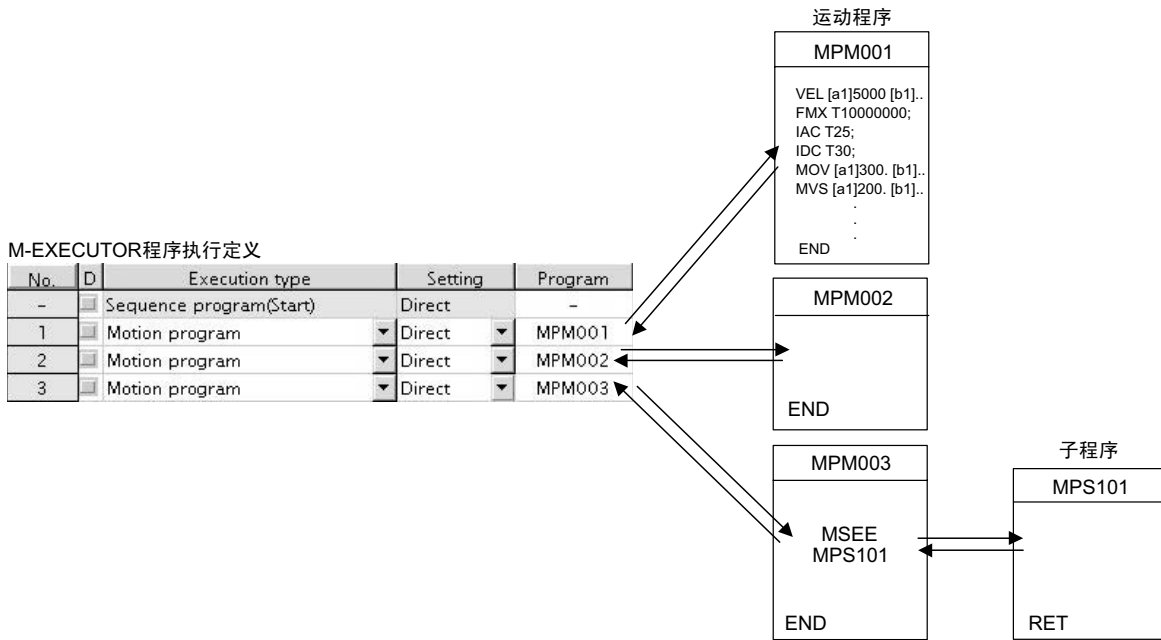 运动程序
MPM001
VEL [a1]5000 [b1]..
FMX T10000000;
IAC T25;
IDC T30;
MOV [a1]300. [b1]..
MVS [a1]200. [b1]..
.
.
.
END
M-EXECUTOR程序执行定义
No. D Execution type Setting Program
– Sequence program(Start) Direct –
1 Motion program Direct MPM001
2 Motion program Direct MPM002
3 Motion program Direct MPM003
MPM002
END
MPM003
MSEE
MPS101
END
子程序
MPS101
RET